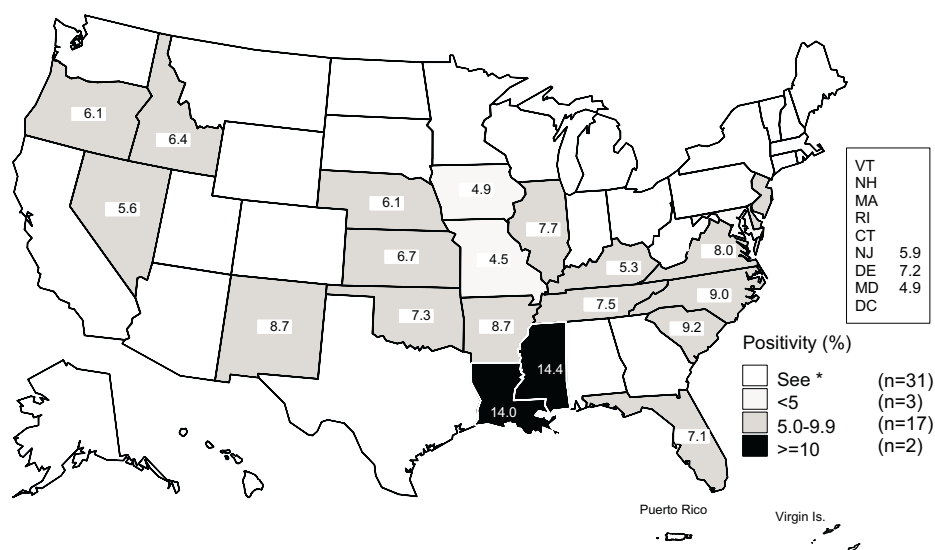 6.1
6.4
5.6
6.1
4.9
7.7
6.7
4.5
5.3
8.0
7.5
9.0
8.7
7.3
8.7
9.2
14.4
14.0
7.1
VT
NH
MA
RI
CT
NJ 5.9
DE 7.2
MD 4.9
DC
Positivity (%)
See * (n=31)
<5 (n=3)
5.0-9.9 (n=17)
>=10 (n=2)
Puerto Rico
Virgin Is.